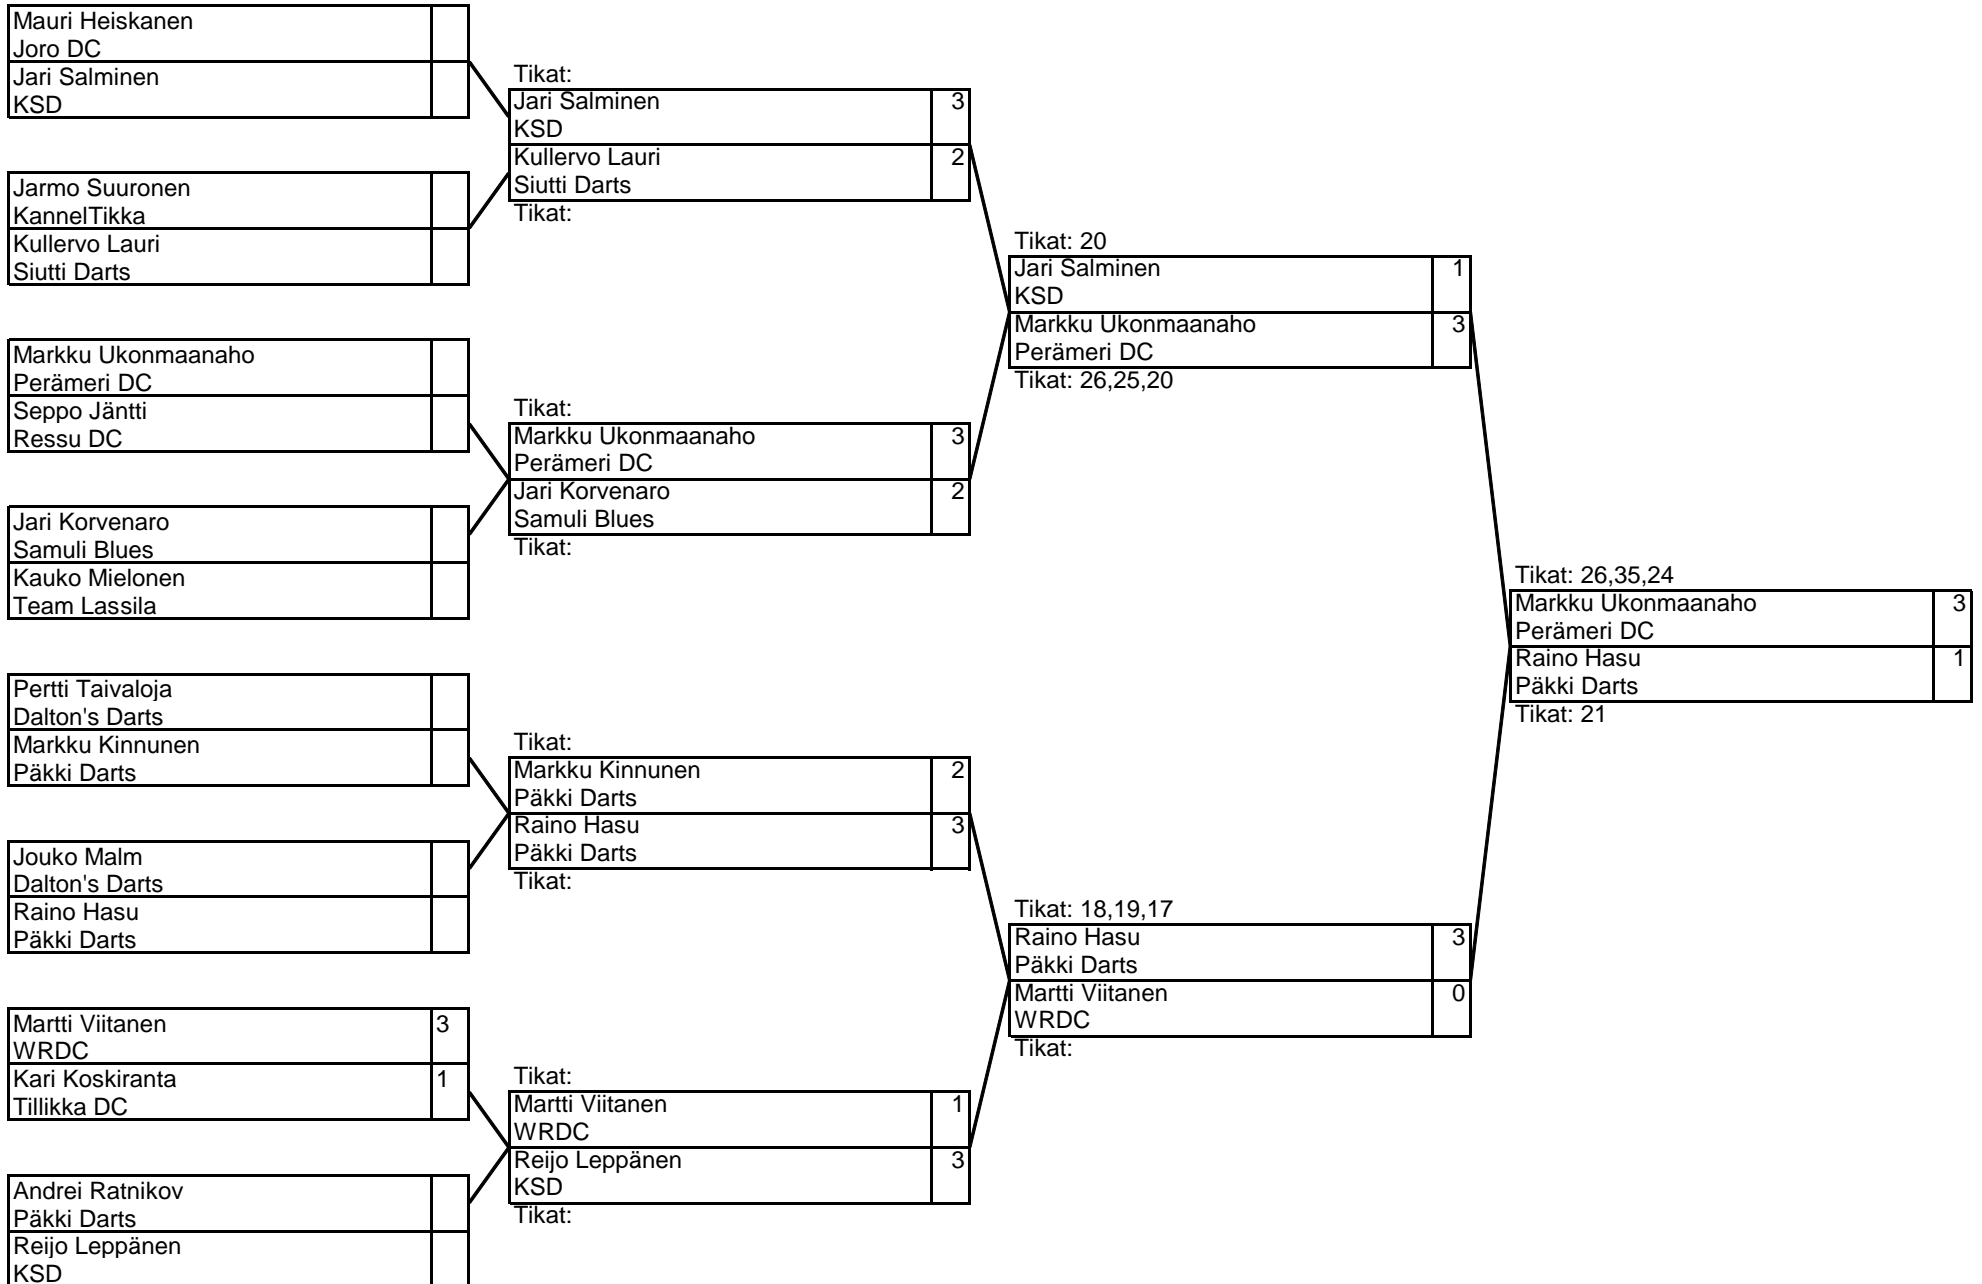 Mauri Heiskanen
Joro DC
Jari Salminen
KSD
Jarmo Suuronen
KannelTikka
Kullervo Lauri
Siutti Darts
Markku Ukonmaanaho
Perämeri DC
Seppo Jäntti
Ressu DC
Jari Korvenaro
Samuli Blues
Kauko Mielonen
Team Lassila
Pertti Taivaloja
Dalton's Darts
Markku Kinnunen
Päkki Darts
Jouko Malm
Dalton's Darts
Raino Hasu
Päkki Darts
Martti Viitanen 3
WRDC
Kari Koskiranta 1
Tillikka DC
Andrei Ratnikov
Päkki Darts
Reijo Leppänen
KSD
Tikat:
Jari Salminen 3
KSD
Kullervo Lauri 2
Siutti Darts
Tikat:
Tikat:
Markku Ukonmaanaho 3
Perämeri DC
Jari Korvenaro 2
Samuli Blues
Tikat:
Tikat:
Markku Kinnunen 2
Päkki Darts
Raino Hasu 3
Päkki Darts
Tikat:
Tikat:
Martti Viitanen 1
WRDC
Reijo Leppänen 3
KSD
Tikat:
Tikat: 20
Jari Salminen 1
KSD
Markku Ukonmaanaho 3
Perämeri DC
Tikat: 26,25,20
Tikat: 18,19,17
Raino Hasu 3
Päkki Darts
Martti Viitanen 0
WRDC
Tikat:
Tikat: 26,35,24
Markku Ukonmaanaho 3
Perämeri DC
Raino Hasu 1
Päkki Darts
Tikat: 21